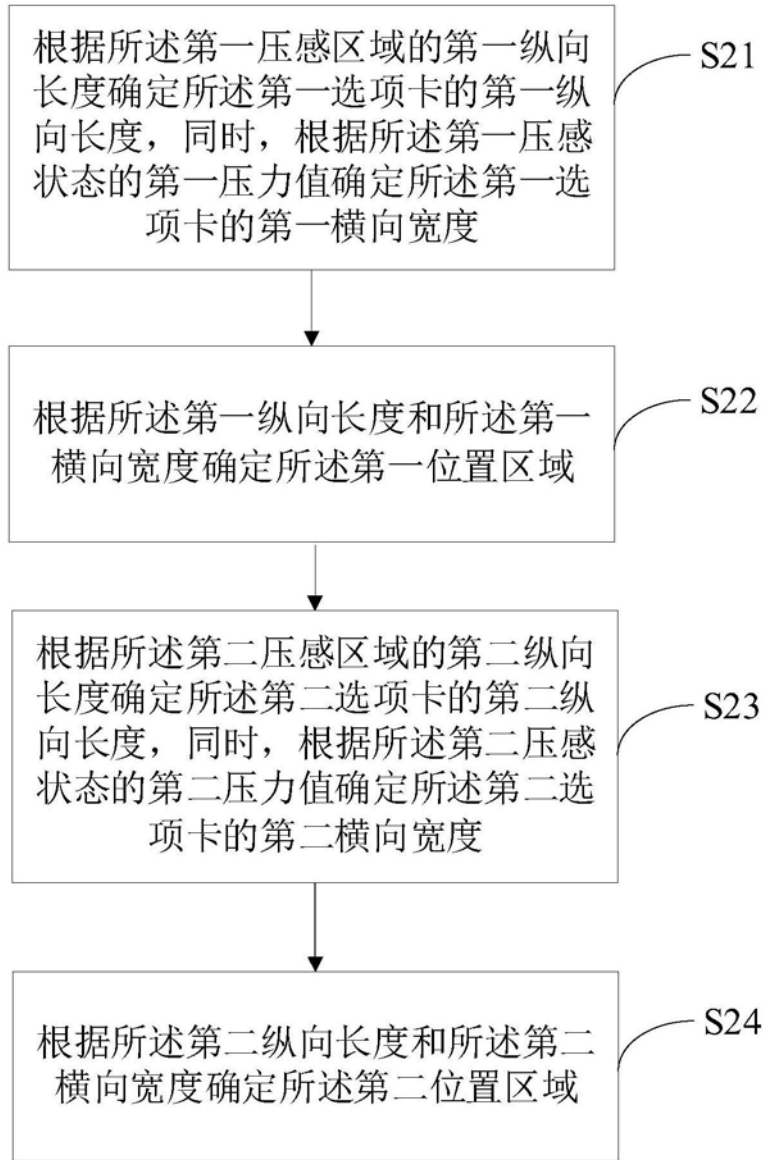 根据所述第一压感区域的第一纵向
长度确定所述第一选项卡的第一纵
向长度，同时，根据所述第一压感
状态的第一压力值确定所述第一选
项卡的第一横向宽度
S21
根据所述第一纵向长度和所述第一
横向宽度确定所述第一位置区域
S22
根据所述第二压感区域的第二纵向
长度确定所述第二选项卡的第二纵
向长度，同时，根据所述第二压感
状态的第二压力值确定所述第二选
项卡的第二横向宽度
S23
根据所述第二纵向长度和所述第二
横向宽度确定所述第二位置区域
S24